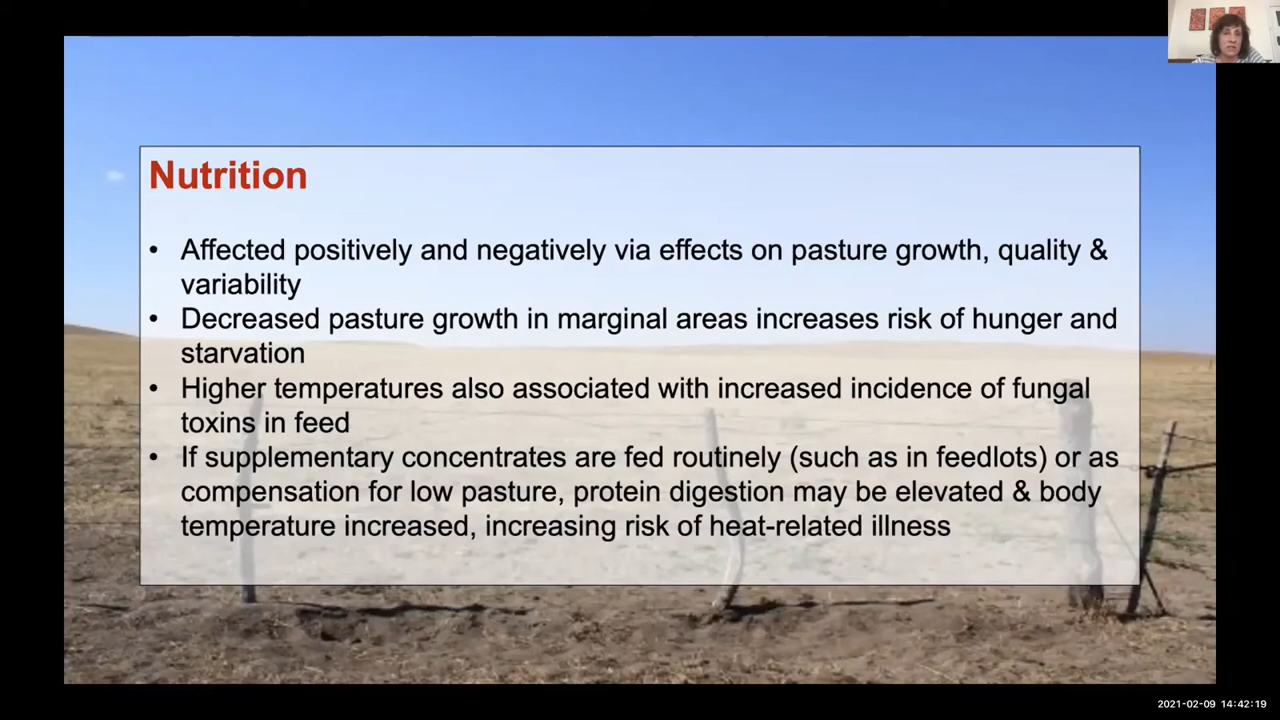 Nutrition
• Affected positively and negatively via effects on pasture growth, quality &
variability
• Decreased pasture growth in marginal areas increases risk of hunger and
starvation
• Higher temperatures also associated with increased incidence of fungal
toxins in feed
• If supplementary concentrates are fed routinely (such as in feedlots) or as
compensation for low pasture, protein digestion may be elevated & body
temperature increased, increasing risk of heat-related illness
2021-02-09 14:42:19